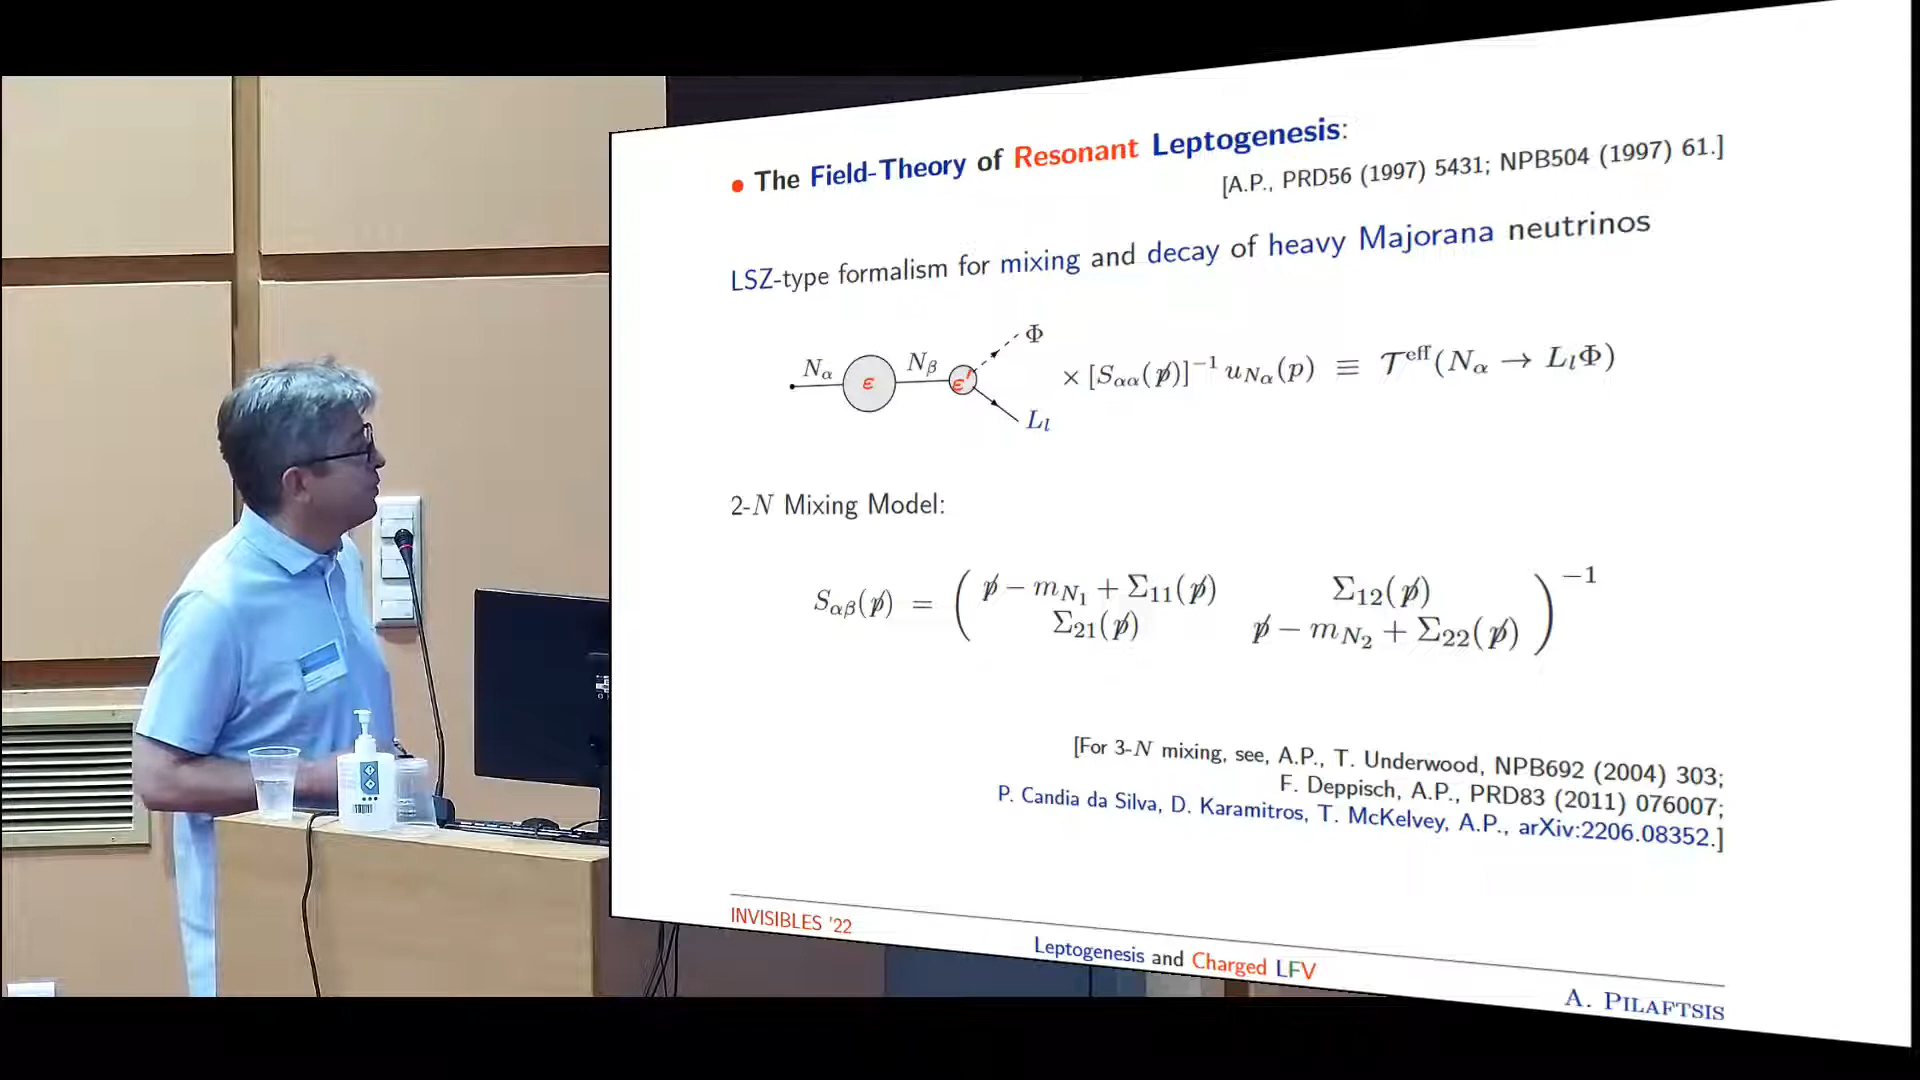 • The Field-Theory of Resonant Leptogenesis:
[A.P., PRD56 (1997) 5431; NPB504 (1997) 61.]
LSZ-type formalism for mixing and decay of heavy Majorana neutrinos
N_α ε N_β ε′ Φ L_l × [S_αα(p̸)]⁻¹ u_{N_α}(p) ≡ 𝒯^eff(N_α → L_lΦ)
2-N Mixing Model:
S_αβ(p̸) = ( p̸ − m_{N_1} + Σ_11(p̸) Σ_12(p̸)
Σ_21(p̸) p̸ − m_{N_2} + Σ_22(p̸) )⁻¹
[For 3-N mixing, see, A.P., T. Underwood, NPB692 (2004) 303;
F. Deppisch, A.P., PRD83 (2011) 076007;
P. Candia da Silva, D. Karamitros, T. McKelvey, A.P., arXiv:2206.08352.]
INVISIBLES '22
Leptogenesis and Charged LFV
A. PILAFTSIS